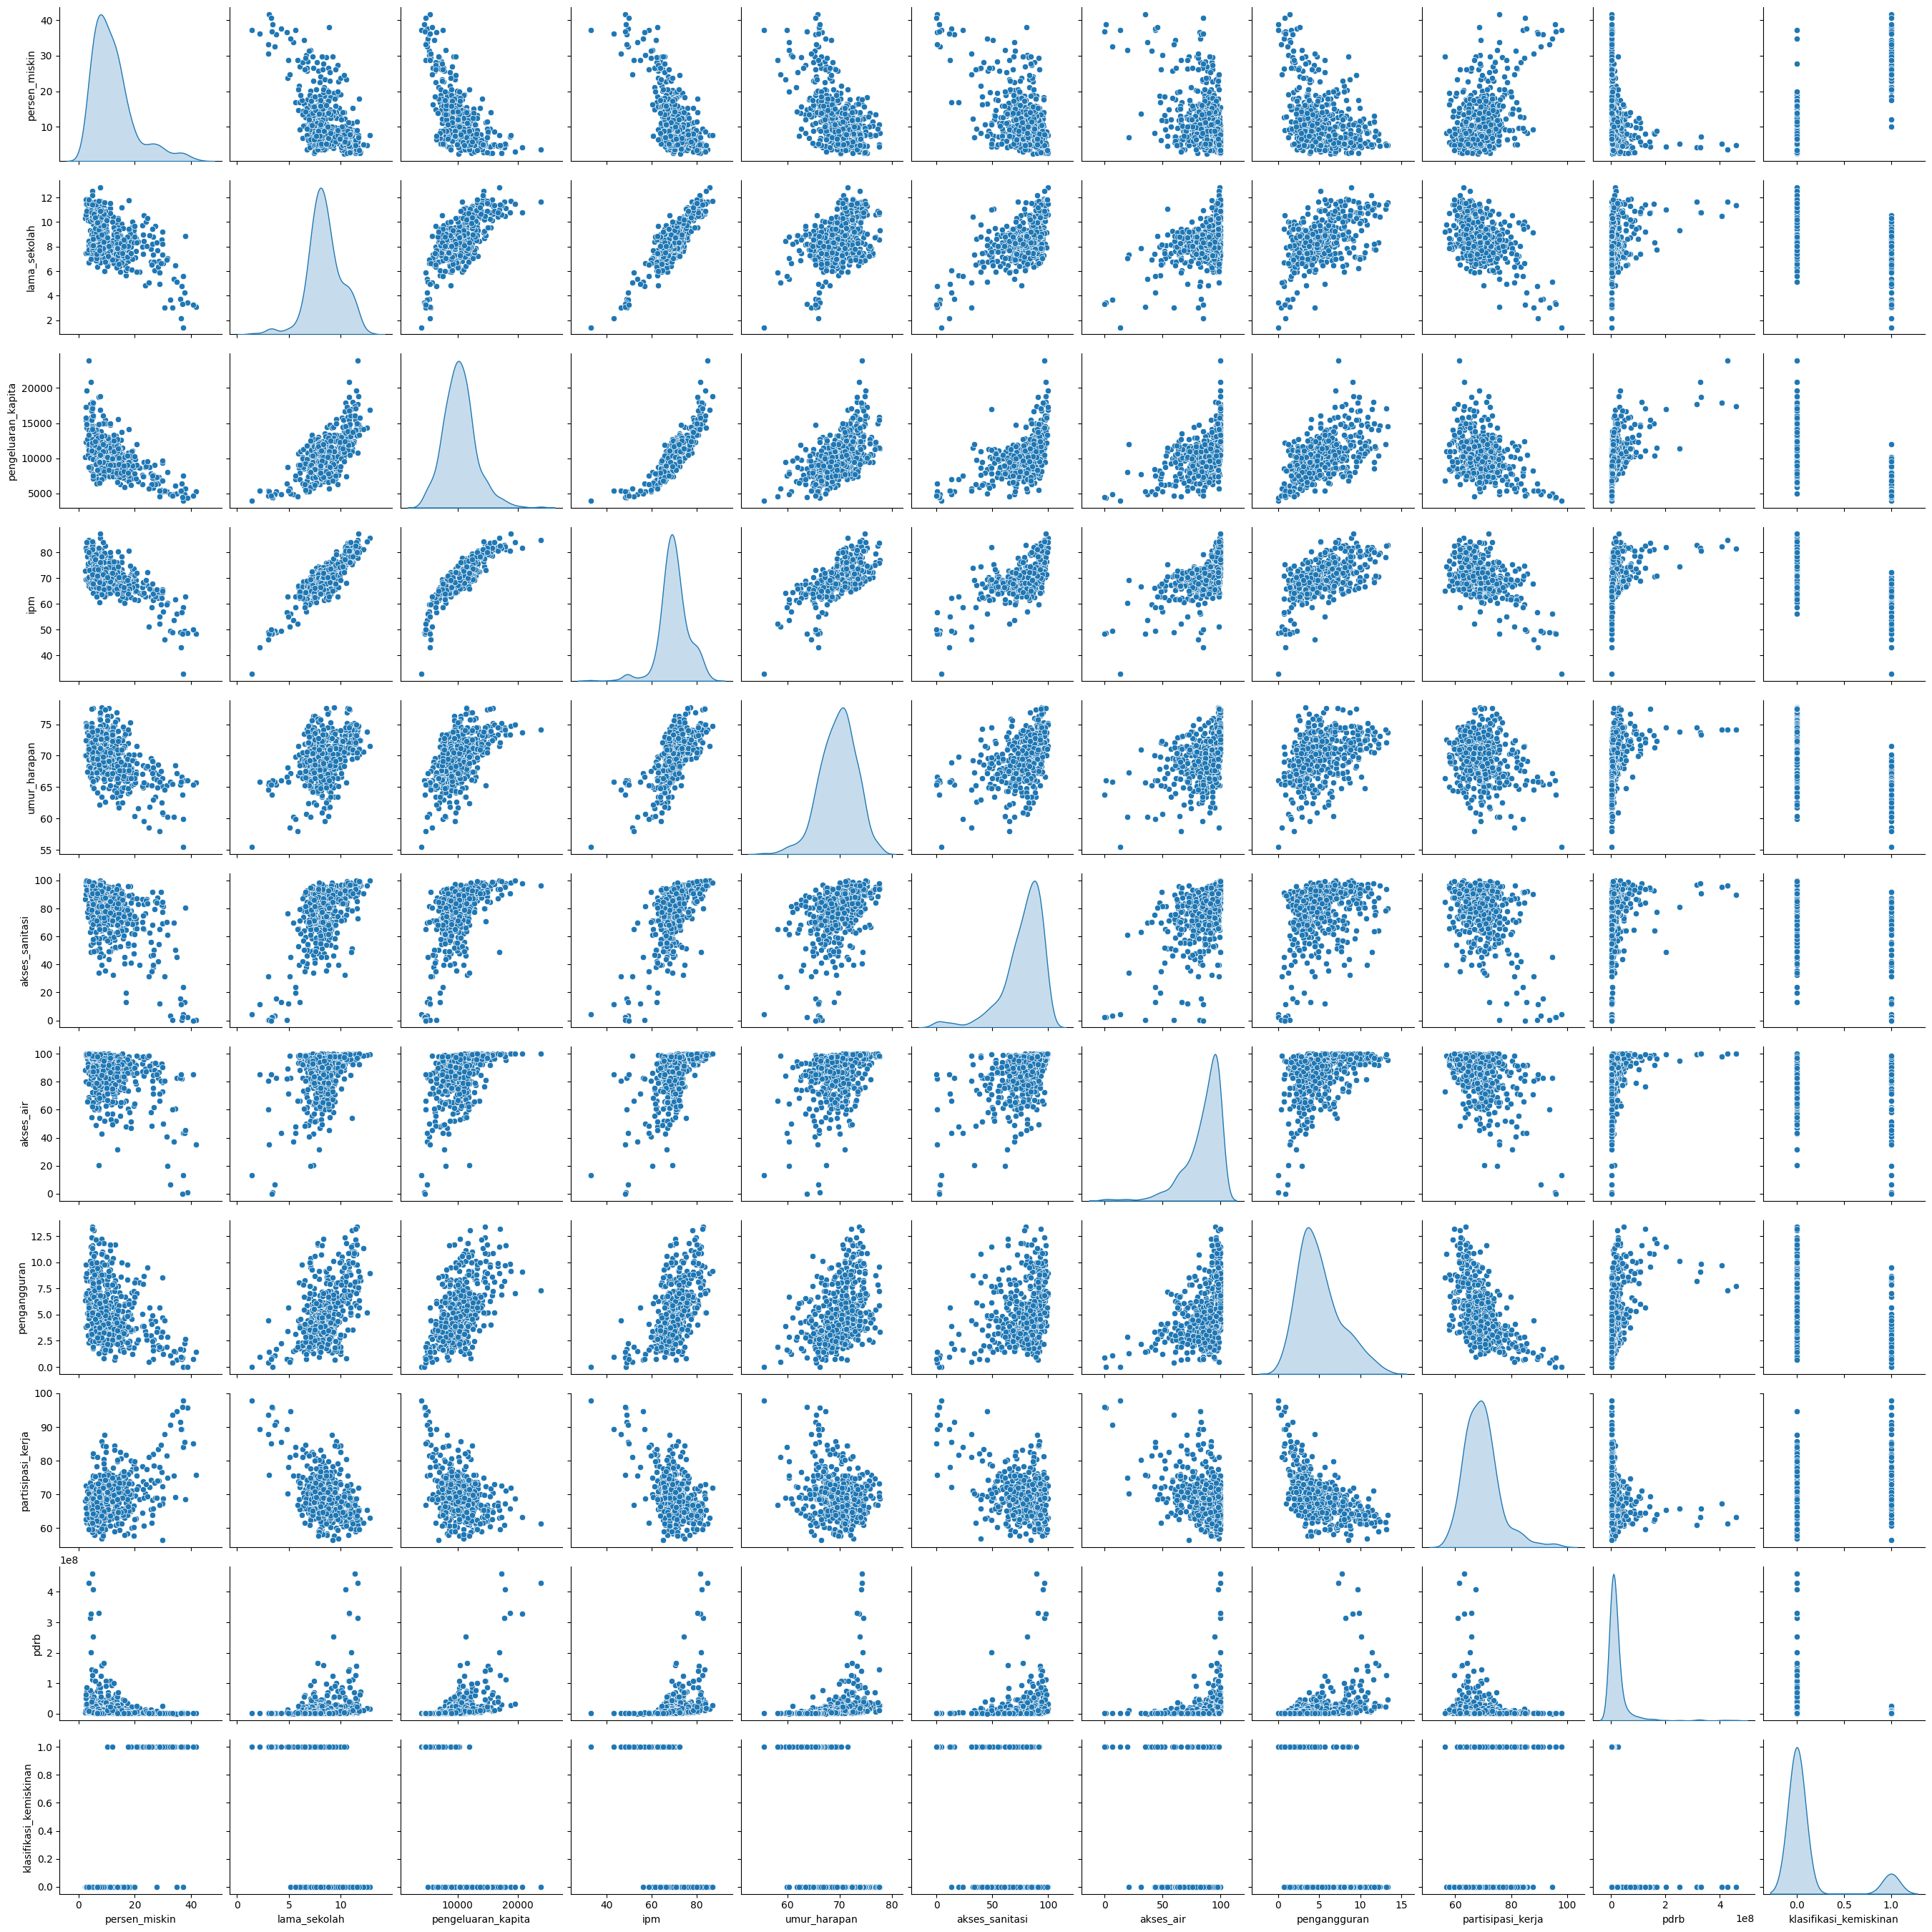 40
30
20
10
persen_miskin
12
10
8
6
4
2
lama_sekolah
20000
15000
10000
5000
pengeluaran_kapita
80
70
60
50
40
ipm
75
70
65
60
55
umur_harapan
100
80
60
40
20
0
akses_sanitasi
100
80
60
40
20
0
akses_air
12.5
10.0
7.5
5.0
2.5
0.0
pengangguran
100
90
80
70
60
partisipasi_kerja
1e8
4
3
2
1
0
pdrb
1.0
0.8
0.6
0.4
0.2
0.0
klasifikasi_kemiskinan
0 20 40
0 5 10
10000 20000
40 60 80
60 70 80
0 50 100
0 50 100
0 5 10 15
60 80 100
0 2 4
0.0 0.5 1.0
1e8
persen_miskin lama_sekolah pengeluaran_kapita ipm umur_harapan akses_sanitasi akses_air pengangguran partisipasi_kerja pdrb klasifikasi_kemiskinan